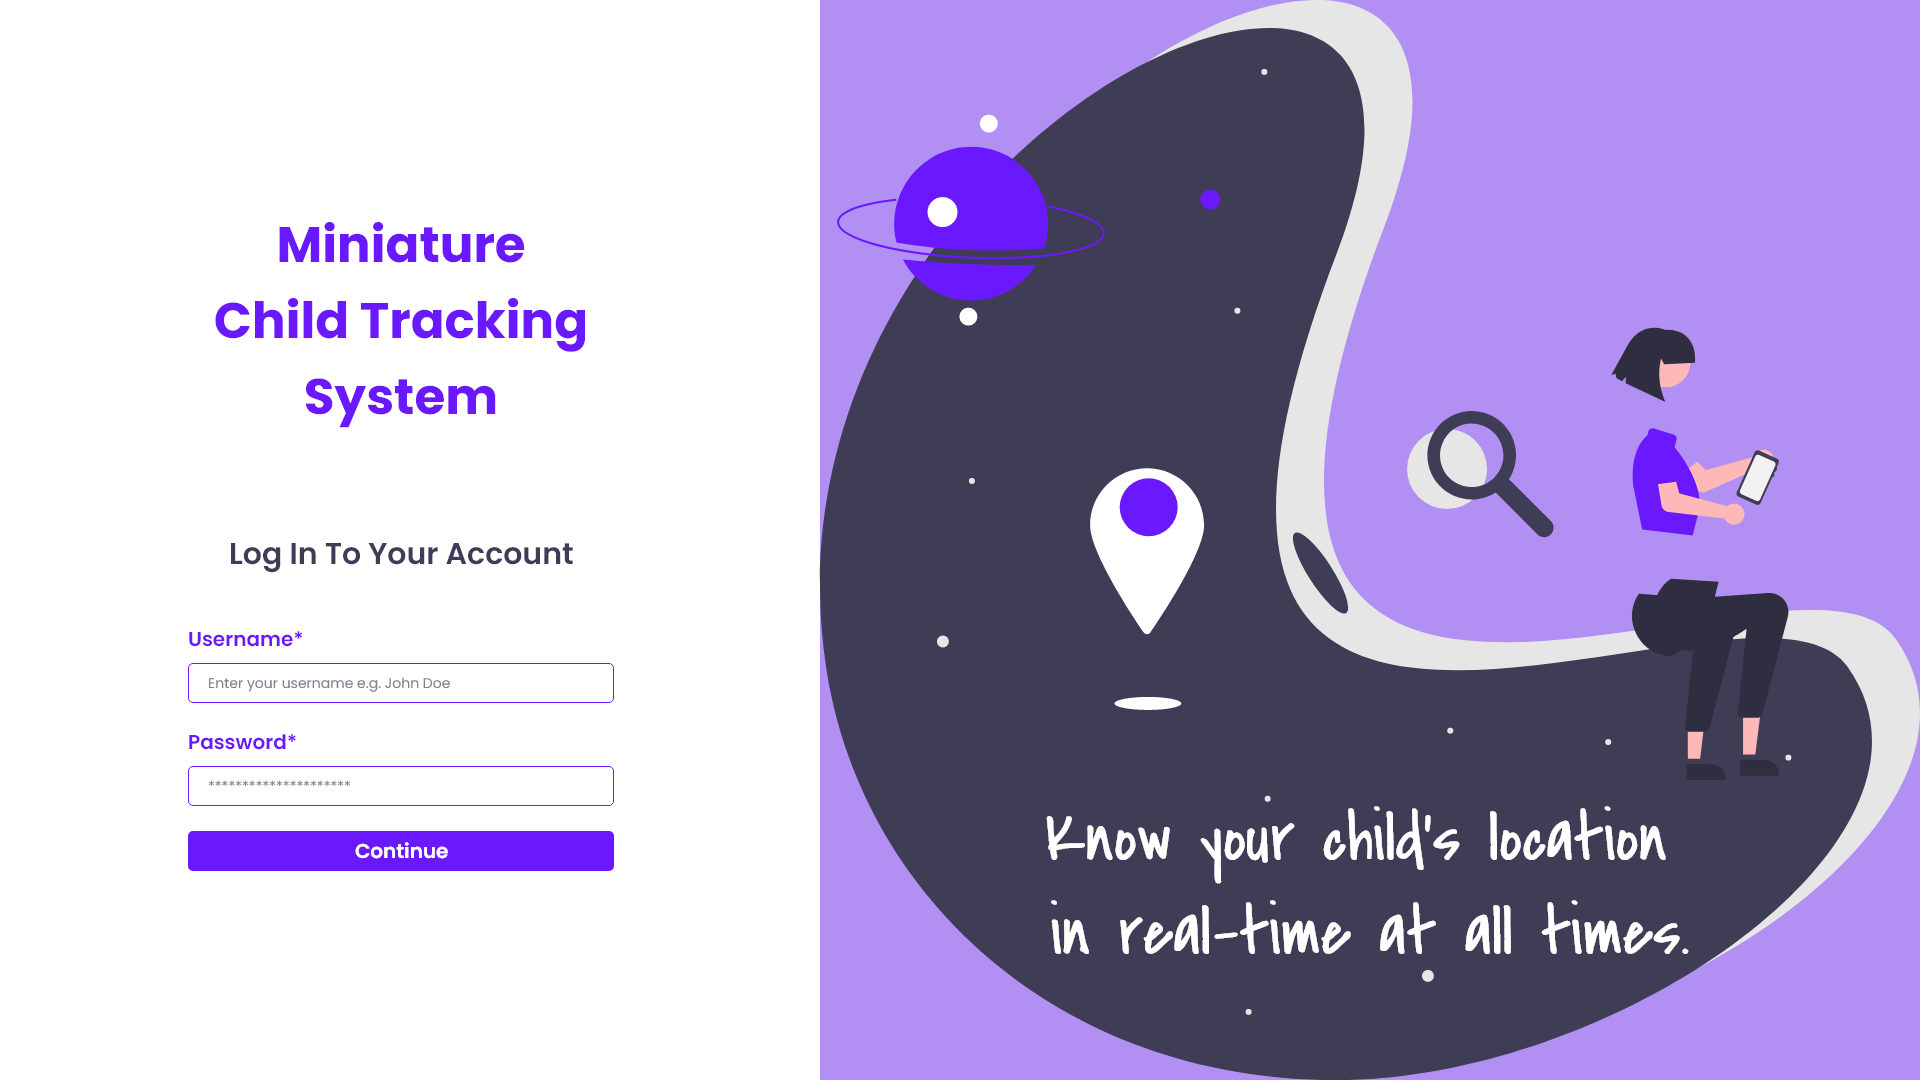 Miniature
Child Tracking
System
Log In To Your Account
Username*
Enter your username e.g. John Doe
Password*
*********************
Continue
Know your child's location
in real-time at all times.